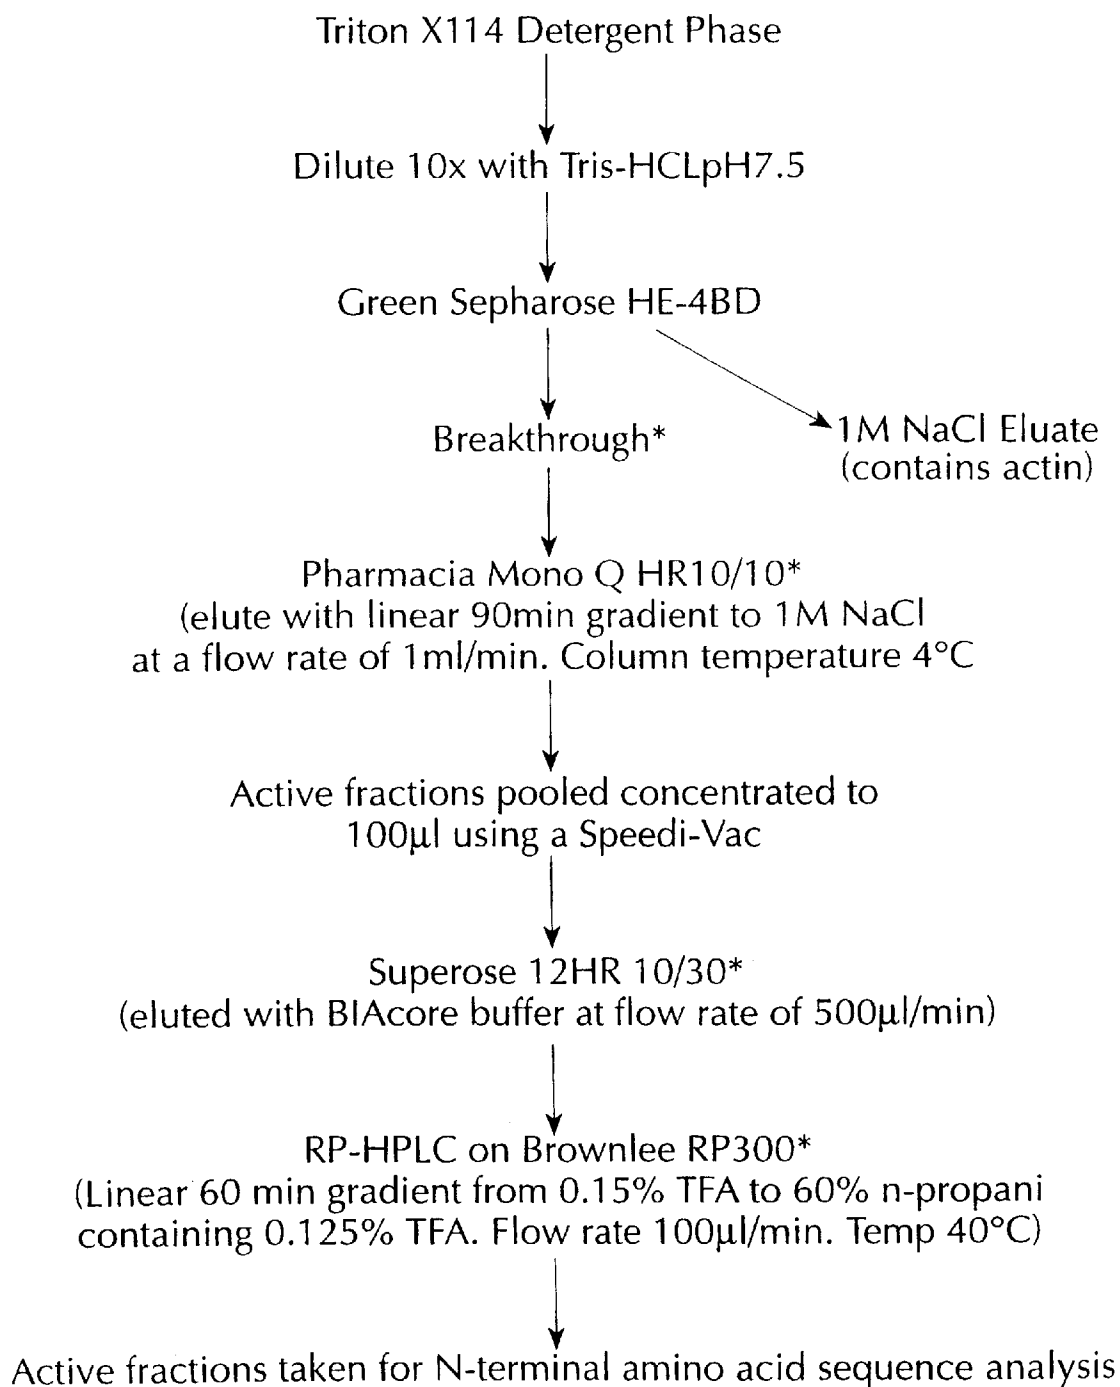 Triton X114 Detergent Phase
Dilute 10x with Tris-HCLpH7.5
Green Sepharose HE-4BD
Breakthrough*
1M NaCl Eluate
(contains actin)
Pharmacia Mono Q HR10/10*
(elute with linear 90min gradient to 1M NaCl
at a flow rate of 1ml/min. Column temperature 4°C
Active fractions pooled concentrated to
100µl using a Speedi-Vac
Superose 12HR 10/30*
(eluted with BIAcore buffer at flow rate of 500µl/min)
RP-HPLC on Brownlee RP300*
(Linear 60 min gradient from 0.15% TFA to 60% n-propani
containing 0.125% TFA. Flow rate 100µl/min. Temp 40°C)
Active fractions taken for N-terminal amino acid sequence analysis